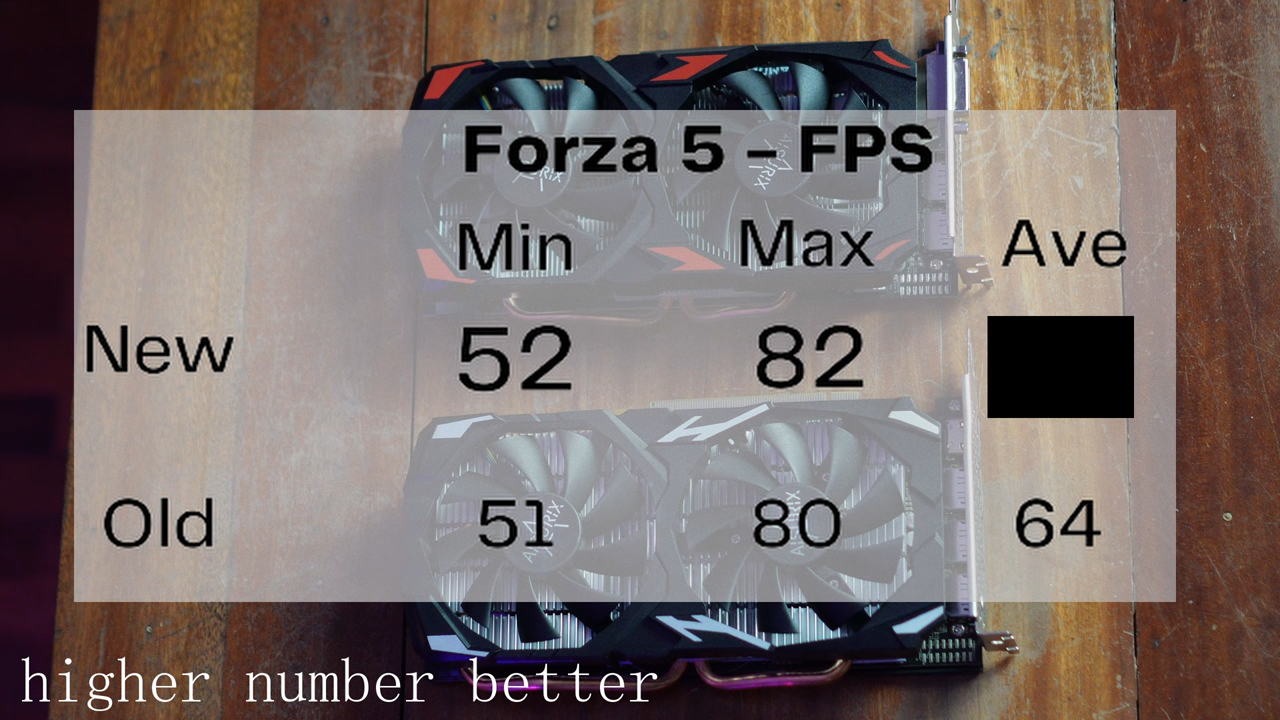 Forza 5 – FPS
Min Max Ave
New 52 82
Old 51 80 64
higher number better